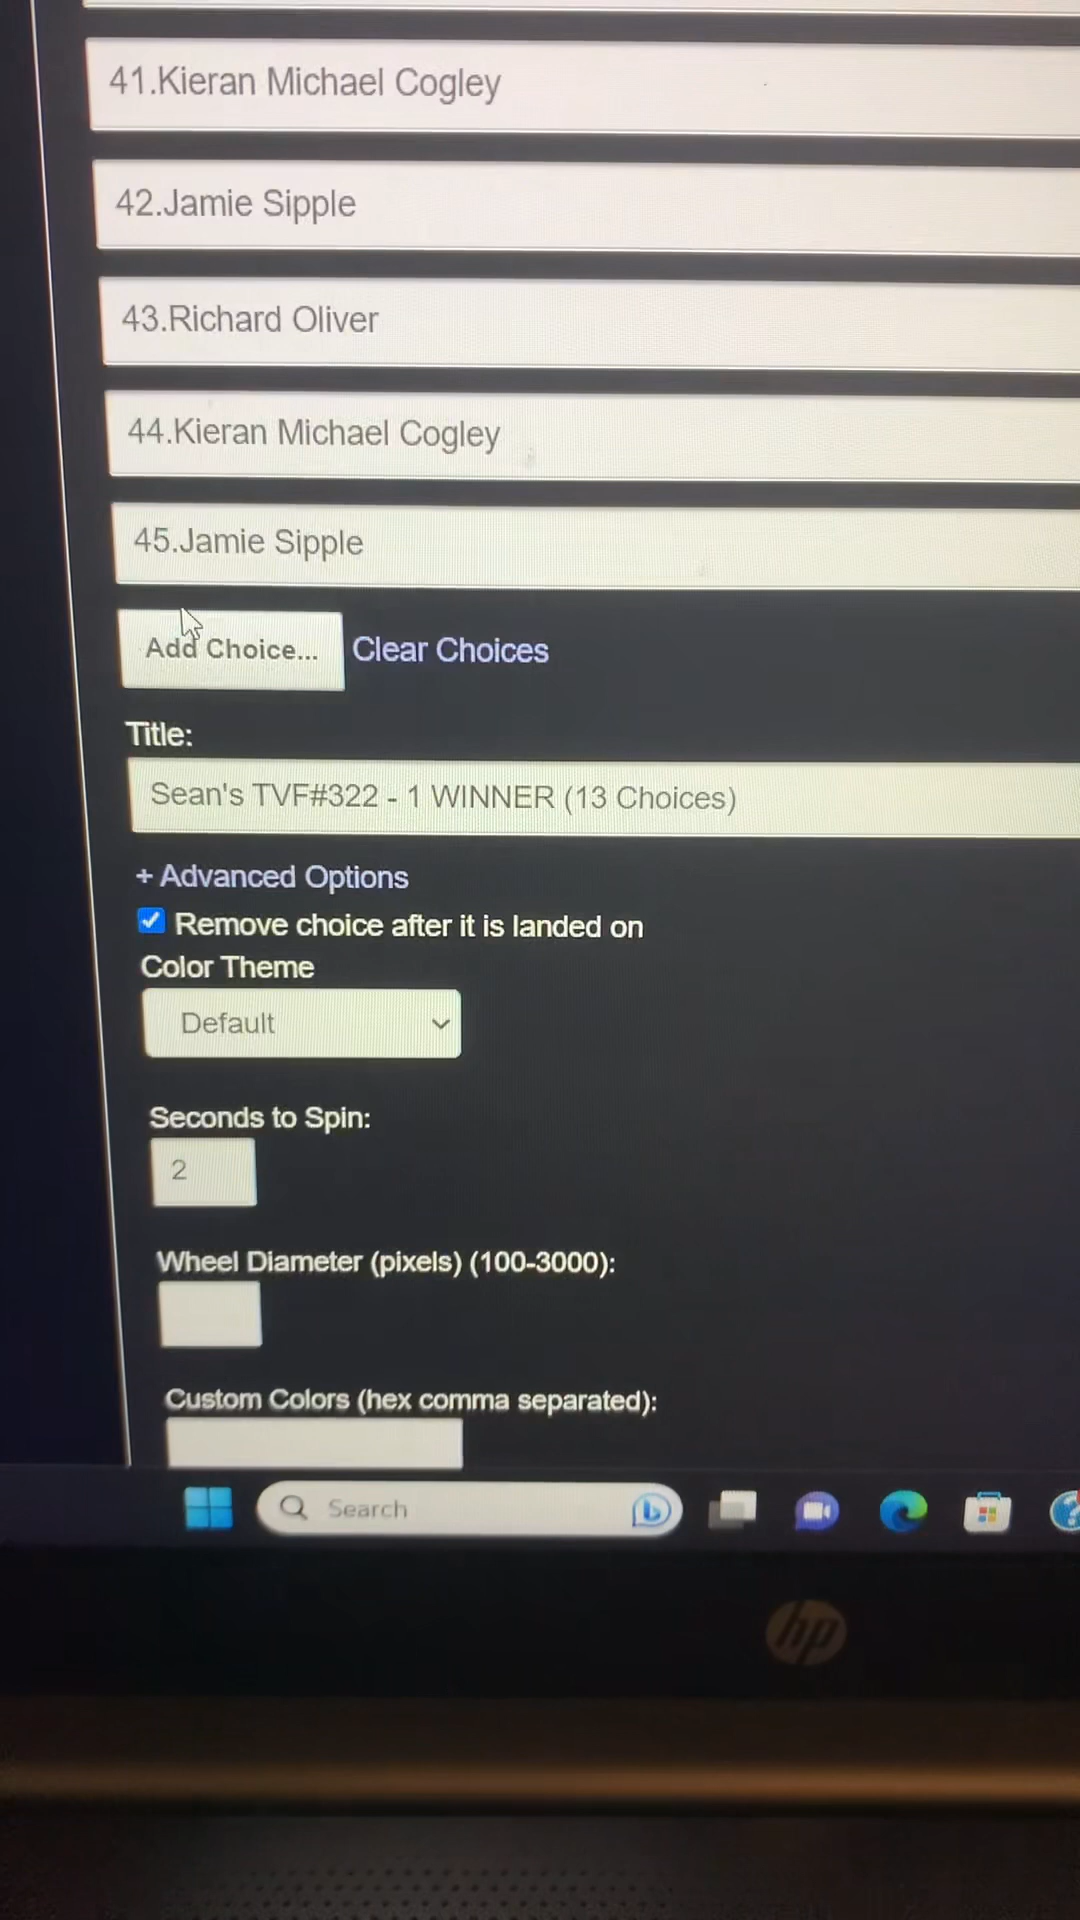 41.Kieran Michael Cogley
42.Jamie Sipple
43.Richard Oliver
44.Kieran Michael Cogley
45.Jamie Sipple
Add Choice... Clear Choices
Title:
Sean's TVF#322 - 1 WINNER (13 Choices)
+ Advanced Options
Remove choice after it is landed on
Color Theme
Default
Seconds to Spin:
2
Wheel Diameter (pixels) (100-3000):
Custom Colors (hex comma separated):
Search
hp